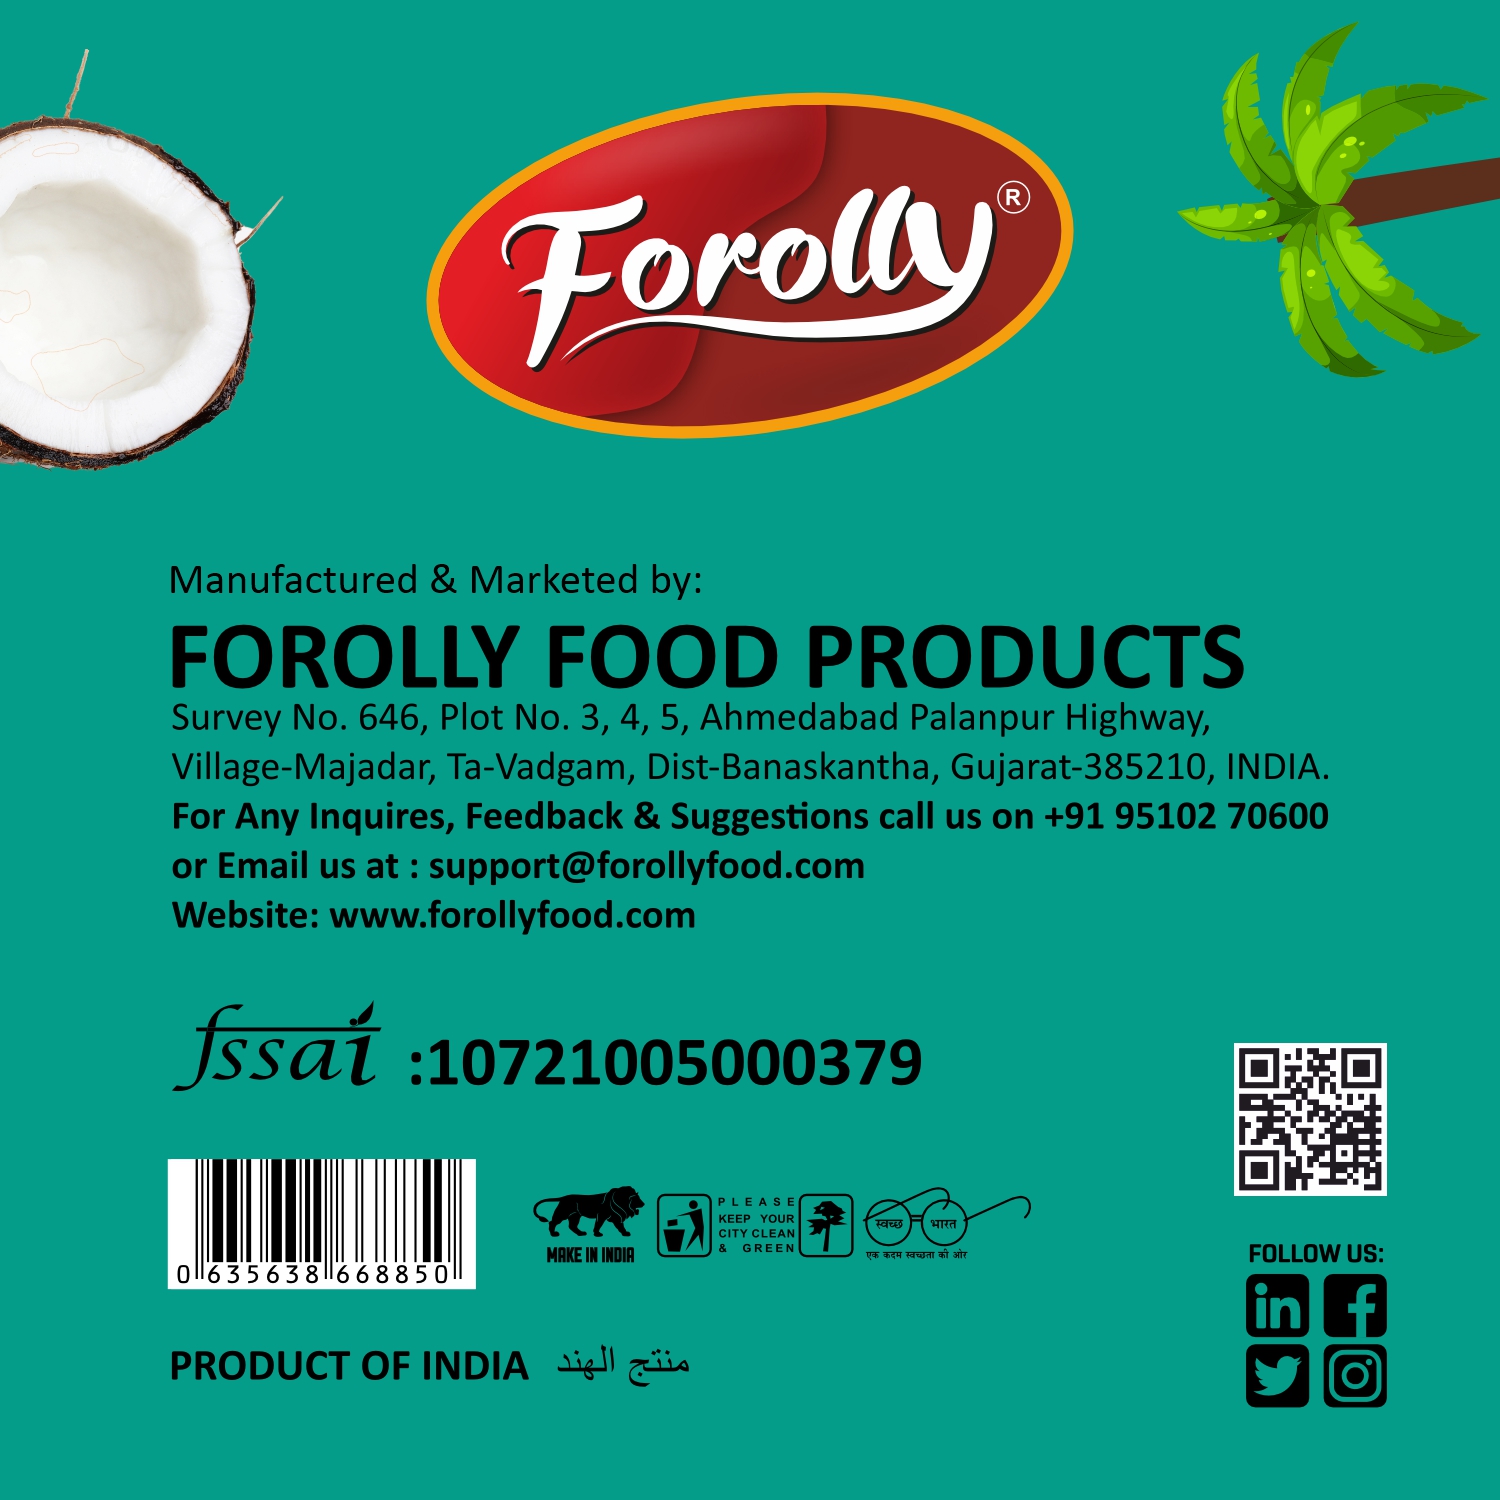 Forolly®
Manufactured & Marketed by:
FOROLLY FOOD PRODUCTS
Survey No. 646, Plot No. 3, 4, 5, Ahmedabad Palanpur Highway,
Village-Majadar, Ta-Vadgam, Dist-Banaskantha, Gujarat-385210, INDIA.
For Any Inquires, Feedback & Suggestions call us on +91 95102 70600
or Email us at : support@forollyfood.com
Website: www.forollyfood.com
fssai :10721005000379
0 635638 668850
MAKE IN INDIA
PLEASE
KEEP YOUR
CITY CLEAN
& GREEN
स्वच्छ भारत
एक कदम स्वच्छता की ओर
FOLLOW US:
in f
PRODUCT OF INDIA منتج الهند